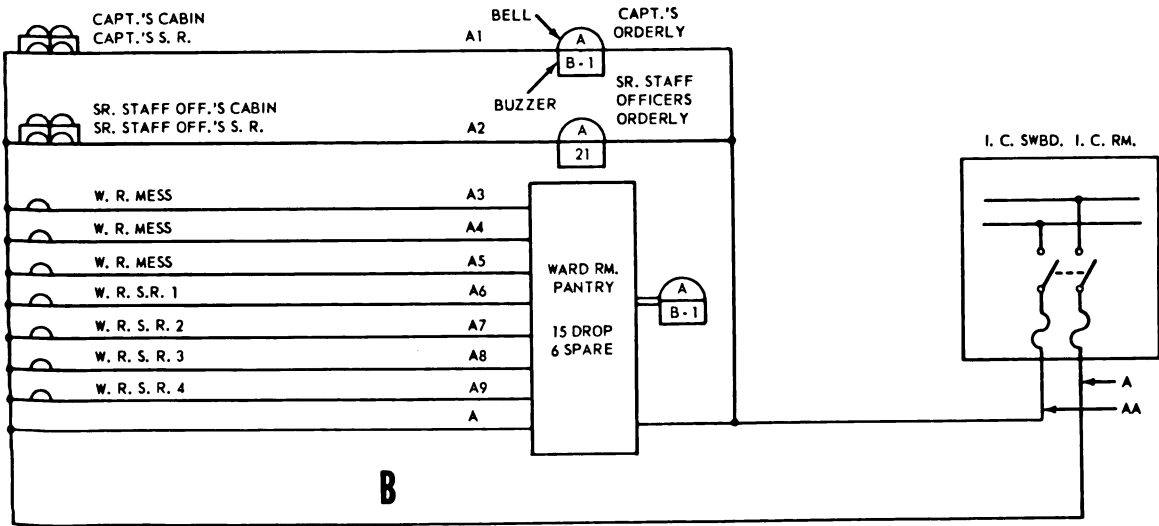 CAPT.'S CABIN
CAPT.'S S. R.
A1
BELL
A
B-1
BUZZER
CAPT.'S
ORDERLY
SR. STAFF OFF.'S CABIN
SR. STAFF OFF.'S S. R.
A2
A
21
SR. STAFF
OFFICERS
ORDERLY
W. R. MESS
A3
W. R. MESS
A4
W. R. MESS
A5
W. R. S.R. 1
A6
W. R. S. R. 2
A7
W. R. S. R. 3
A8
W. R. S. R. 4
A9
A
WARD RM.
PANTRY
15 DROP
6 SPARE
A
B-1
I. C. SWBD. I. C. RM.
A
AA
B